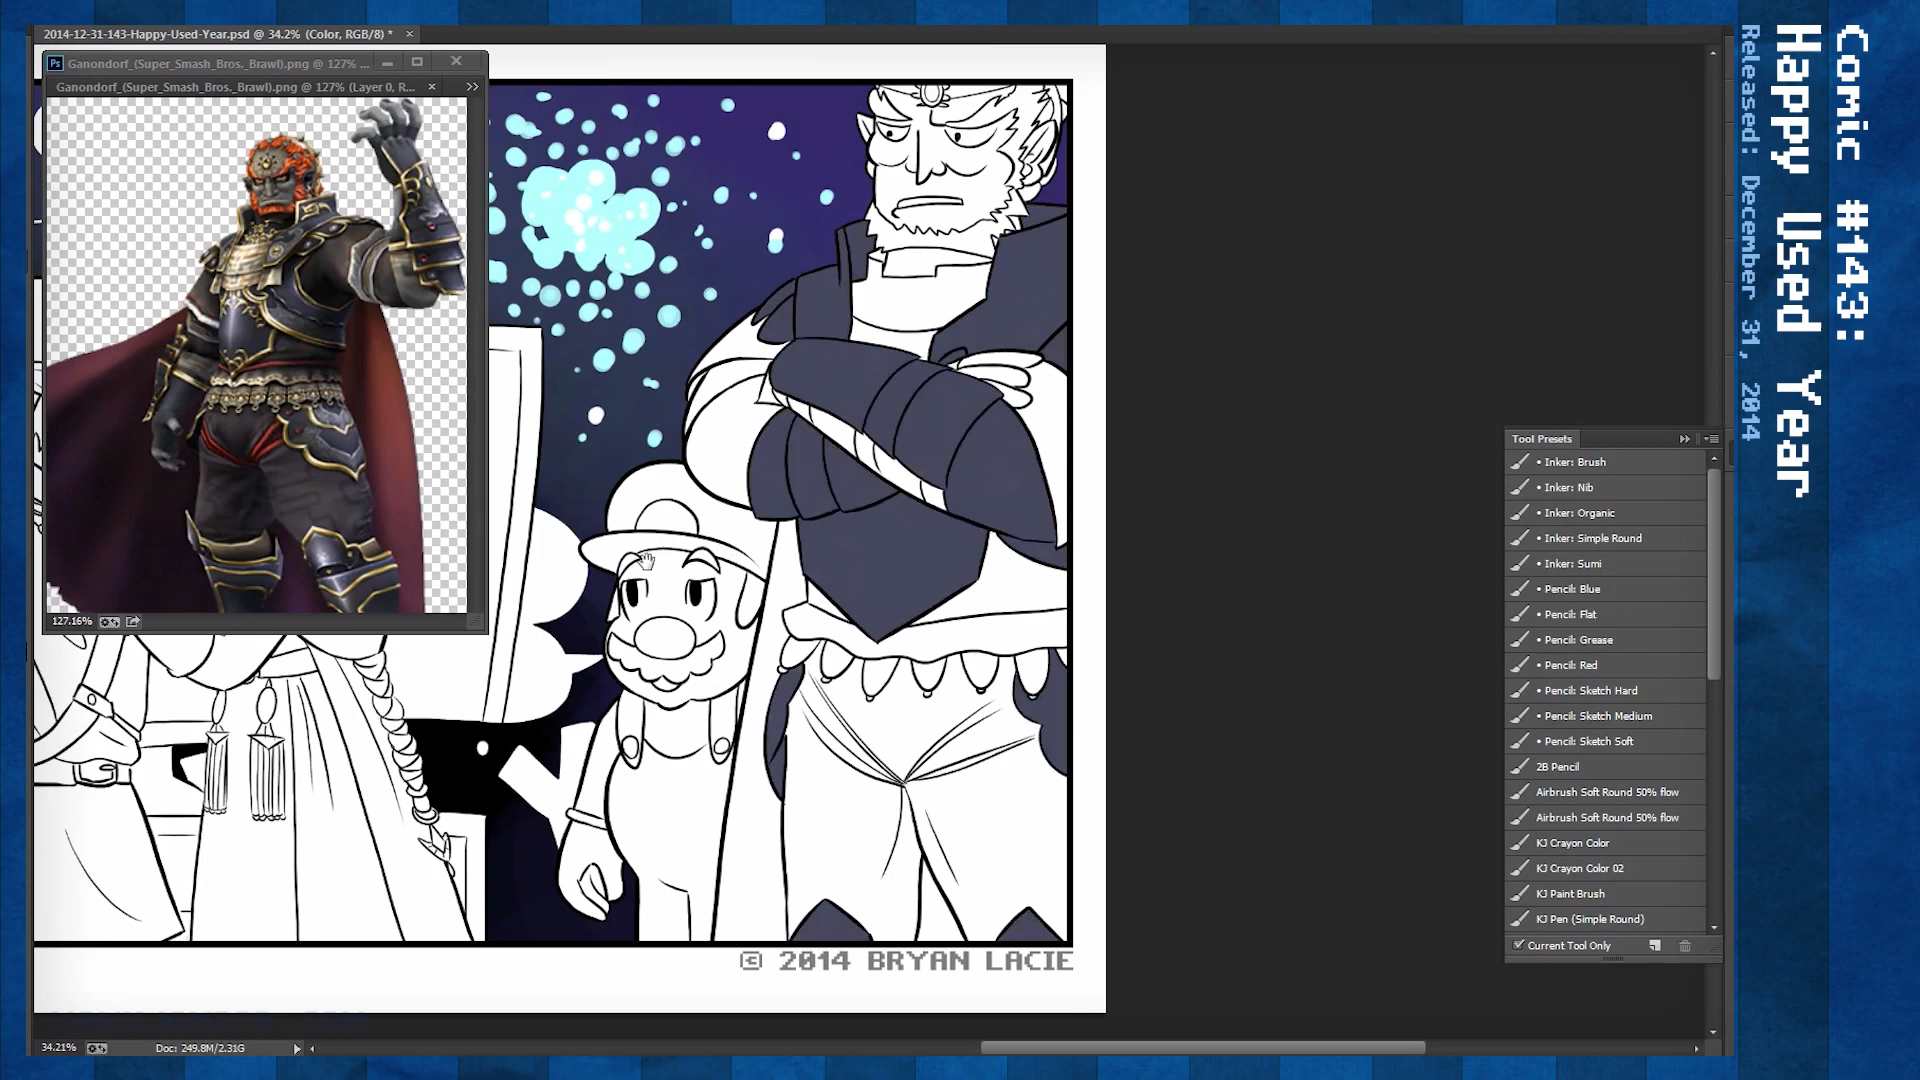 2014-12-31-143-Happy-Used-Year.psd @ 34.2% (Color, RGB/8) *
Ps Ganondorf_(Super_Smash_Bros._Brawl).png @ 127% ...
Ganondorf_(Super_Smash_Bros._Brawl).png @ 127% (Layer 0, R...
127.16%
© 2014 BRYAN LACIE
34.21%
Doc: 249.8M/2.31G
Tool Presets
• Inker: Brush
• Inker: Nib
• Inker: Organic
• Inker: Simple Round
• Inker: Sumi
• Pencil: Blue
• Pencil: Flat
• Pencil: Grease
• Pencil: Red
• Pencil: Sketch Hard
• Pencil: Sketch Medium
• Pencil: Sketch Soft
2B Pencil
Airbrush Soft Round 50% flow
Airbrush Soft Round 50% flow
KJ Crayon Color
KJ Crayon Color 02
KJ Paint Brush
KJ Pen (Simple Round)
Current Tool Only
Comic #143:
Happy Used Year
Released: December 31, 2014